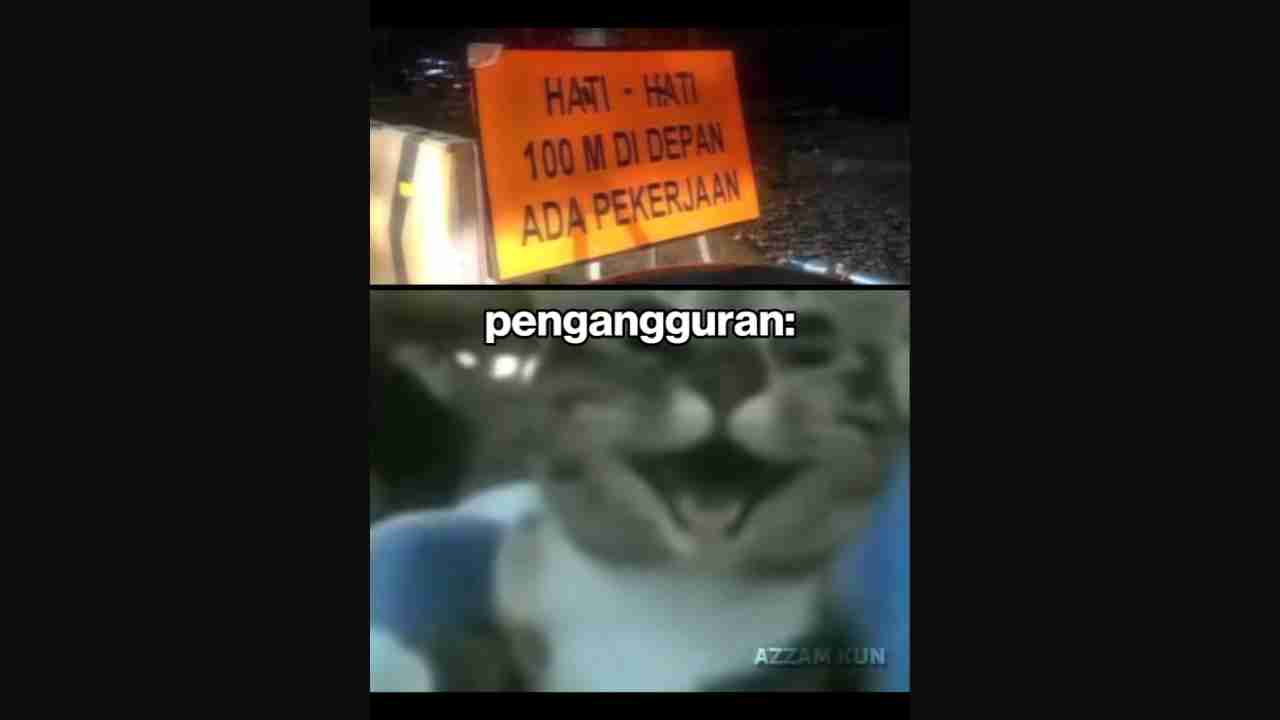 HATI - HATI
100 M DI DEPAN
ADA PEKERJAAN
pengangguran:
AZZAM KUN